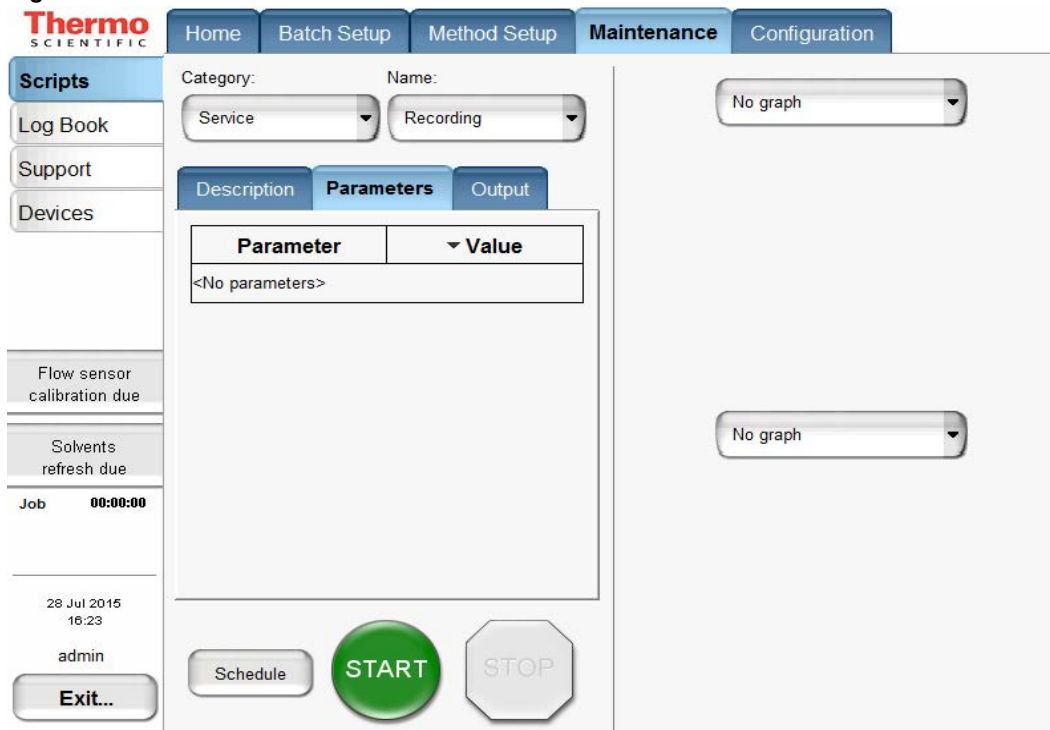 Thermo
SCIENTIFIC
Home
Batch Setup
Method Setup
Maintenance
Configuration
Scripts
Log Book
Support
Devices
Flow sensor
calibration due
Solvents
refresh due
Job 00:00:00
28 Jul 2015
16:23
admin
Exit...
Category:
Name:
Service
Recording
Description
Parameters
Output
Parameter
Value
<No parameters>
Schedule
START
STOP
No graph
No graph